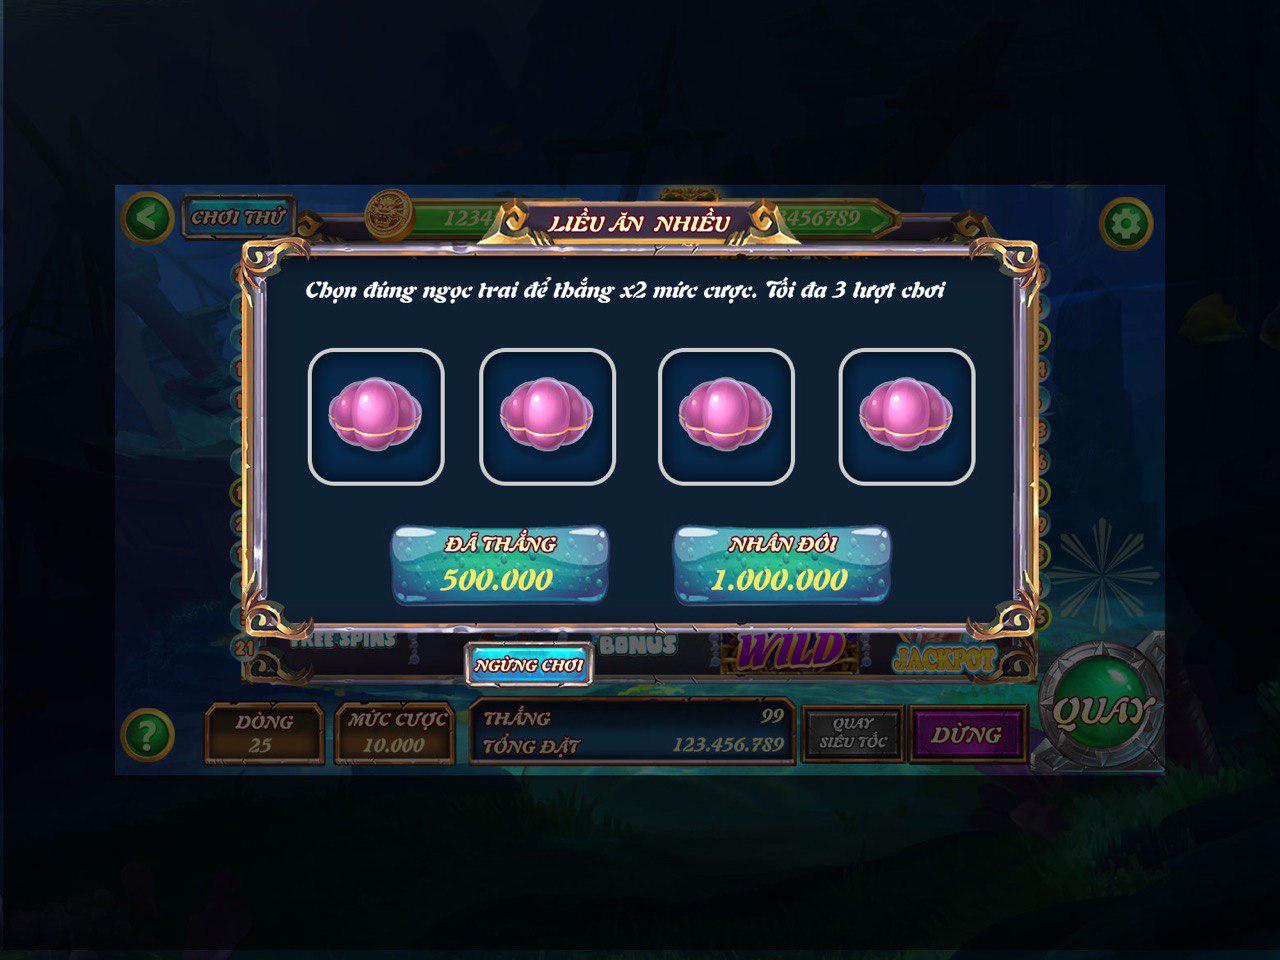 CHƠI THỬ
1234
LIỀU ĂN NHIỀU
3456789
Chọn đúng ngọc trai để thắng x2 mức cược. Tối đa 3 lượt chơi
ĐÃ THẮNG
500.000
NHÂN ĐÔI
1.000.000
21
FREE SPINS
BONUS
WILD
JACKPOT
NGỪNG CHƠI
QUAY
?
DÒNG
25
MỨC CƯỢC
10.000
THẮNG
99
TỔNG ĐẶT
123.456.789
QUAY
SIÊU TỐC
DỪNG